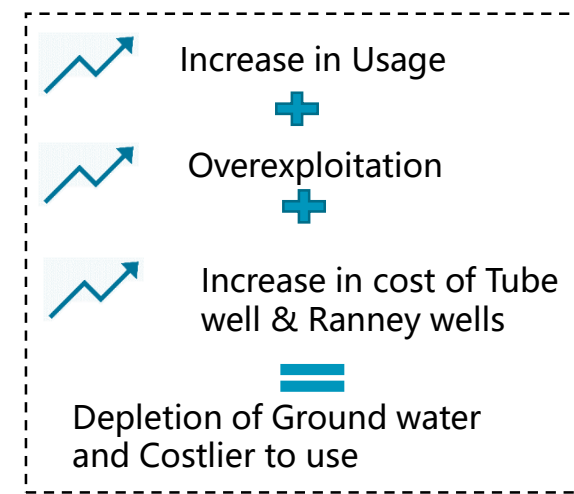 Increase in Usage
Overexploitation
Increase in cost of Tube
well & Ranney wells
Depletion of Ground water
and Costlier to use